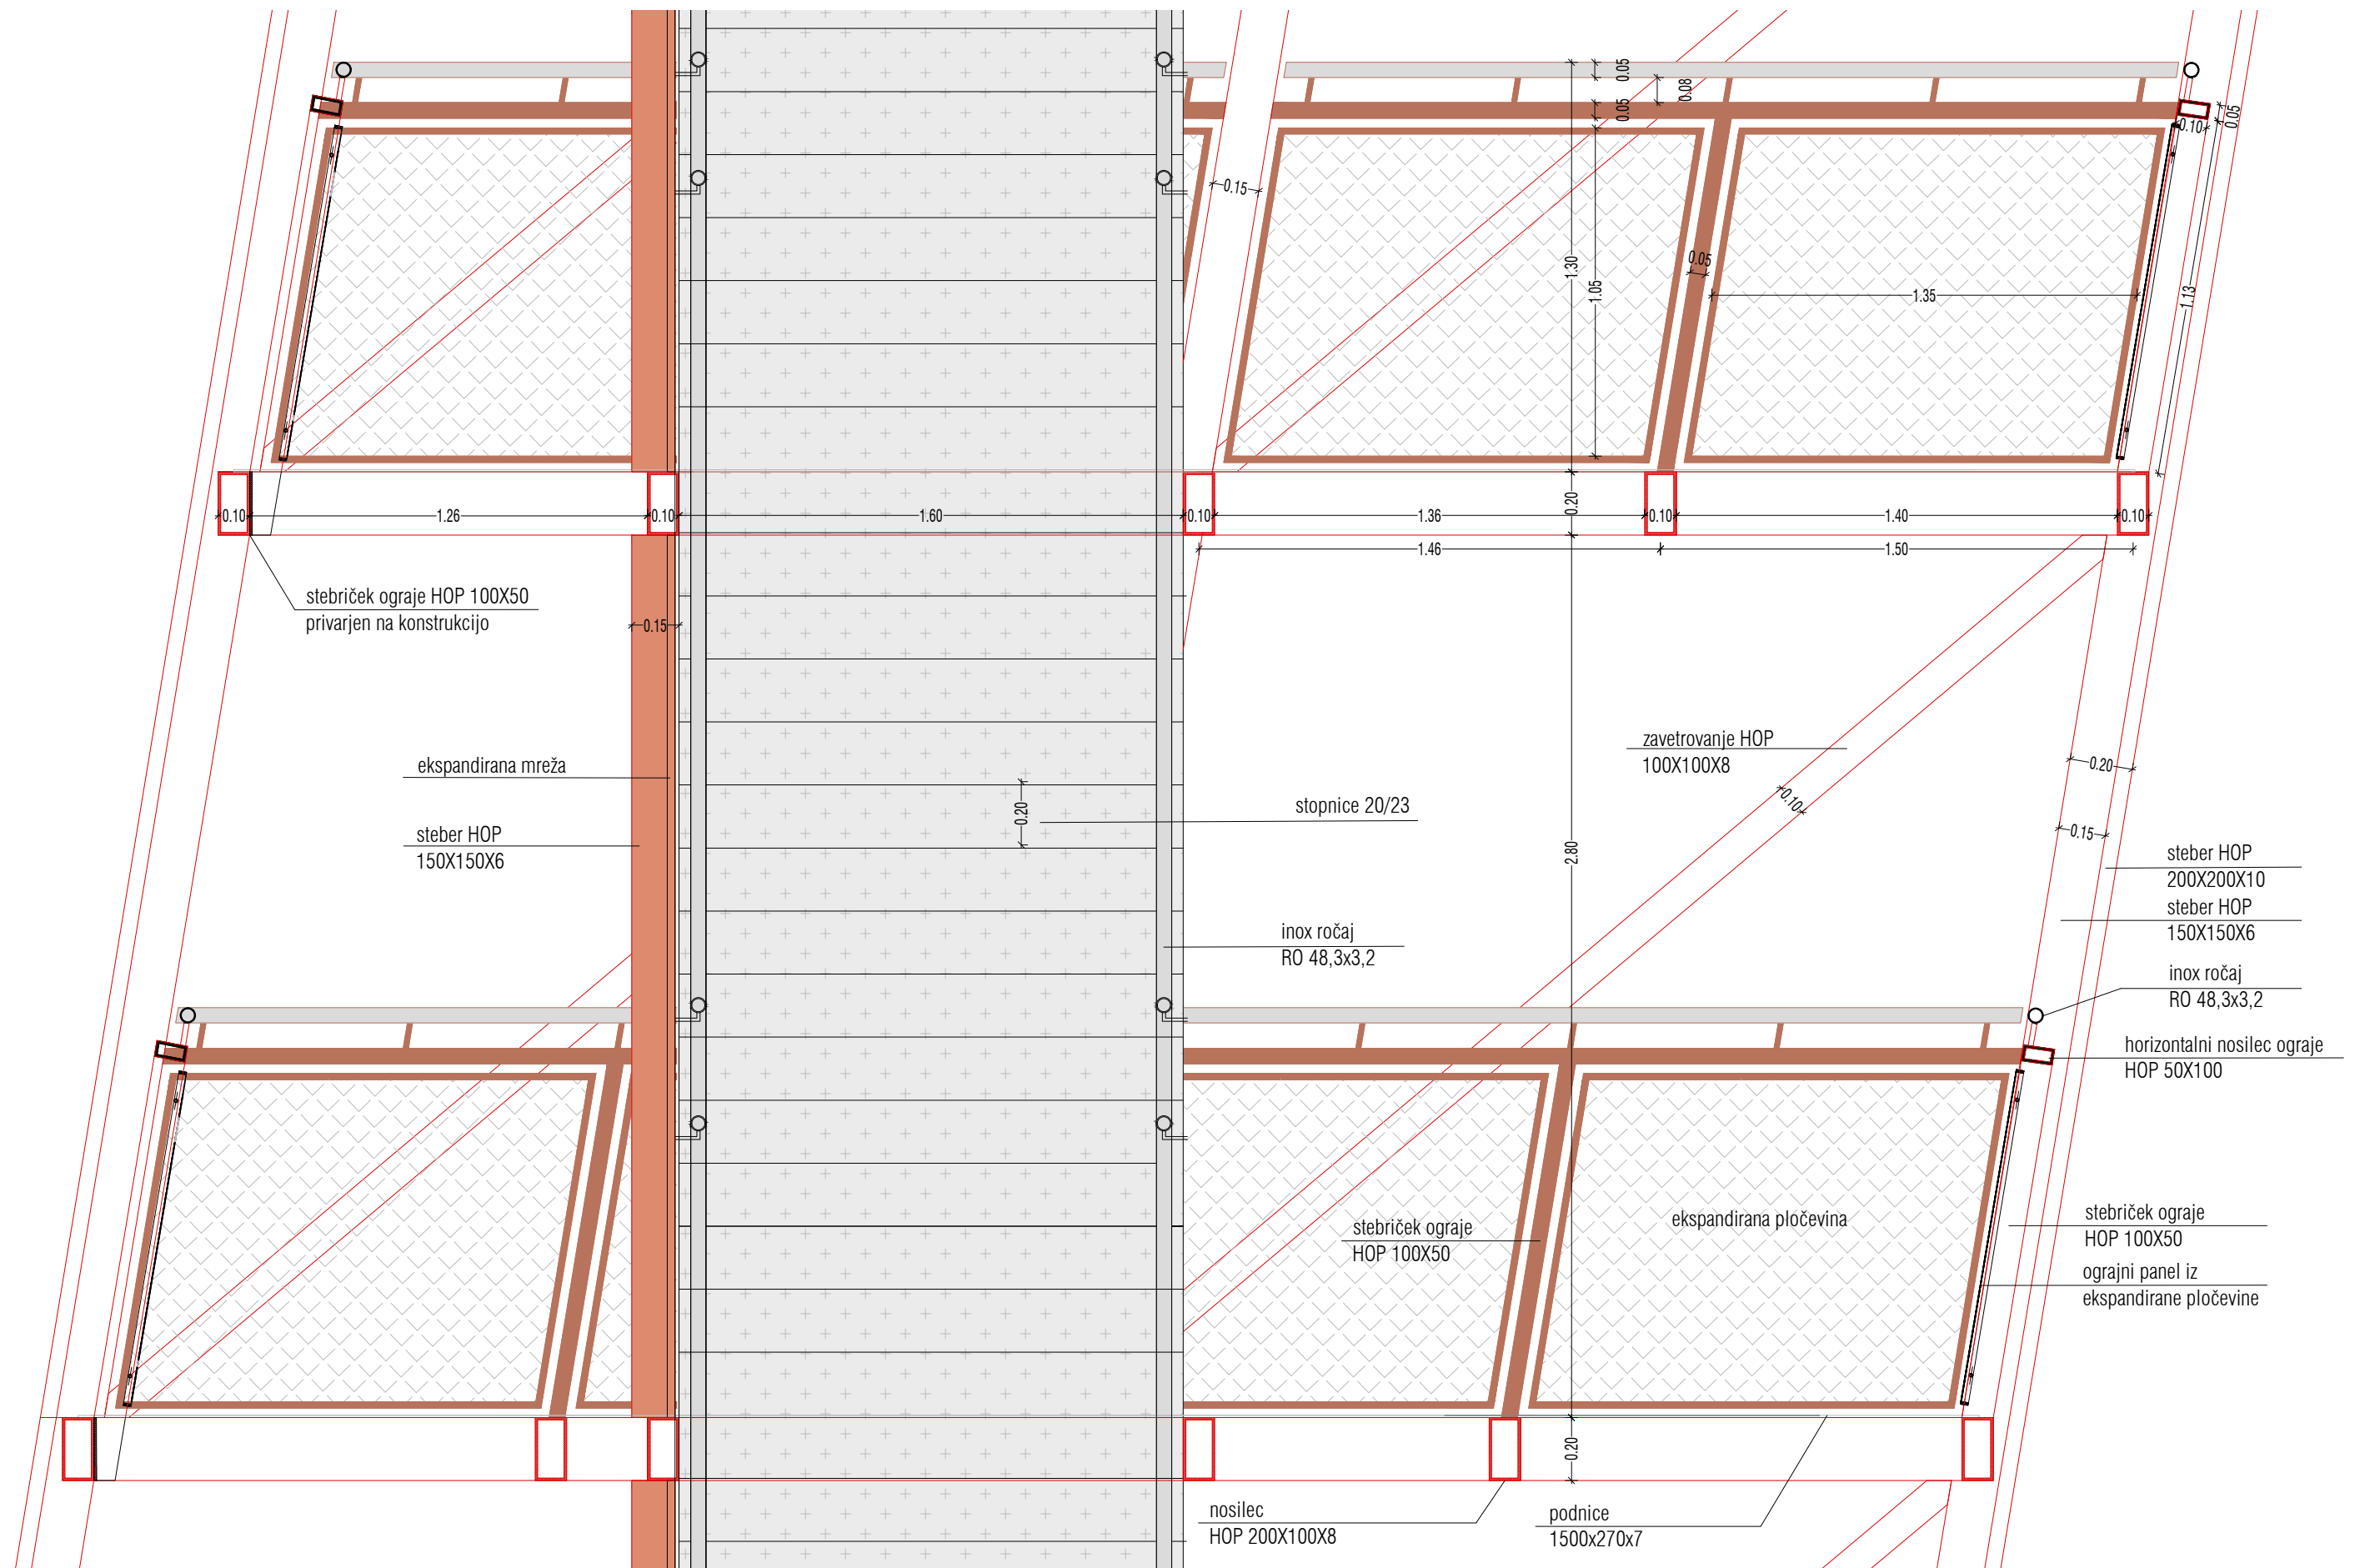 0.05
0.08
0.05
0.05
0.10
0.15
0.05
1.30
1.05
1.35
1.13
0.20
0.10
1.26
0.10
1.60
0.10
1.36
0.10
1.40
0.10
1.46
1.50
stebriček ograje HOP 100X50
privarjen na konstrukcijo
0.15
ekspandirana mreža
zavetrovanje HOP
100X100X8
0.20
0.10
0.20
stopnice 20/23
steber HOP
150X150X6
0.15
2.80
steber HOP
200X200X10
steber HOP
150X150X6
inox ročaj
RO 48,3x3,2
inox ročaj
RO 48,3x3,2
horizontalni nosilec ograje
HOP 50X100
stebriček ograje
HOP 100X50
ekspandirana pločevina
stebriček ograje
HOP 100X50
ograjni panel iz
ekspandirane pločevine
0.20
nosilec
HOP 200X100X8
podnice
1500x270x7